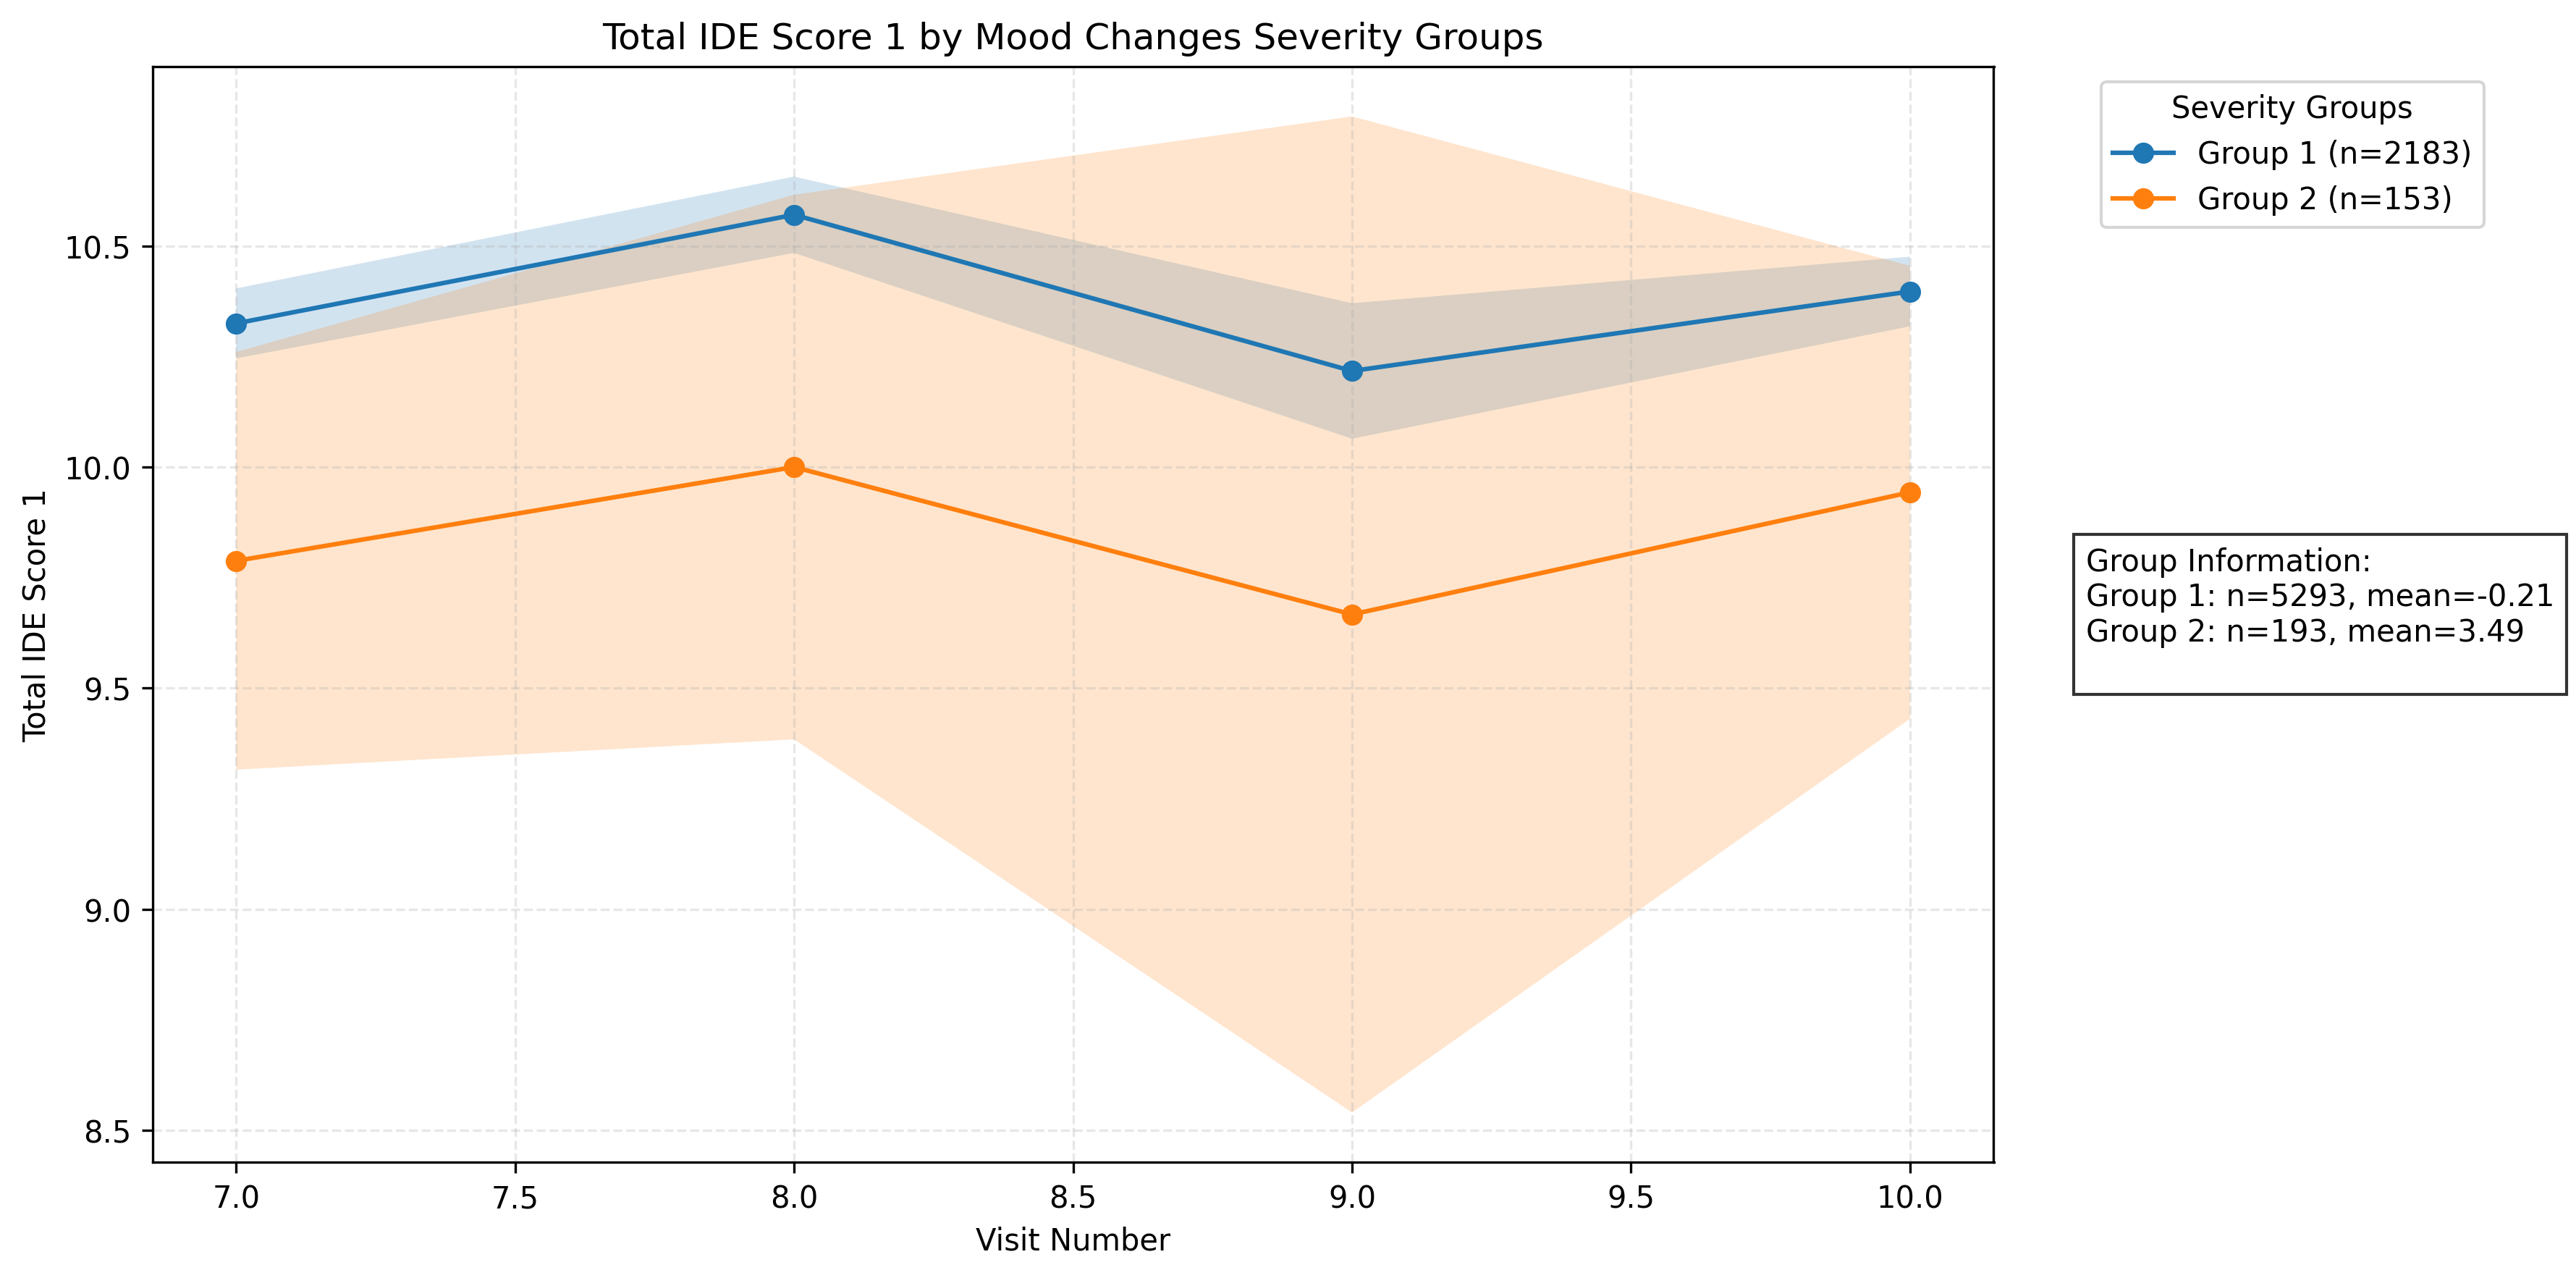 Total IDE Score 1 by Mood Changes Severity Groups
Severity Groups
Group 1 (n=2183)
Group 2 (n=153)
10.5
10.0
9.5
9.0
8.5
Total IDE Score 1
Group Information:
Group 1: n=5293, mean=-0.21
Group 2: n=193, mean=3.49
7.0 7.5 8.0 8.5 9.0 9.5 10.0
Visit Number